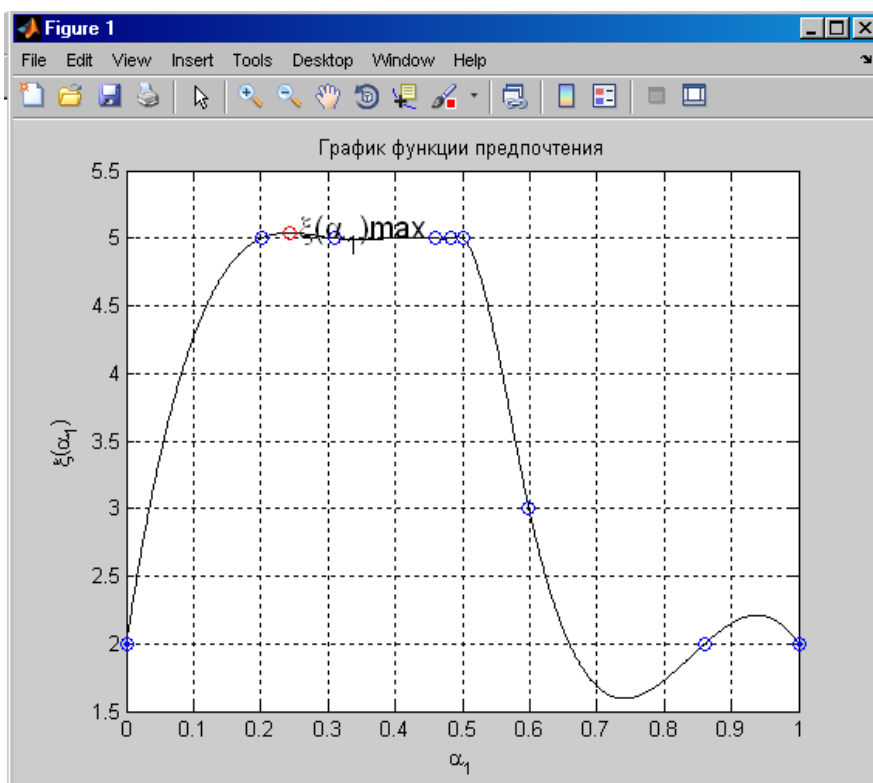 Figure 1
File Edit View Insert Tools Desktop Window Help
График функции предпочтения
5.5
5
4.5
4
3.5
3
2.5
2
1.5
ξ(α₁)
ξ(α₁)max
0 0.1 0.2 0.3 0.4 0.5 0.6 0.7 0.8 0.9 1
α₁